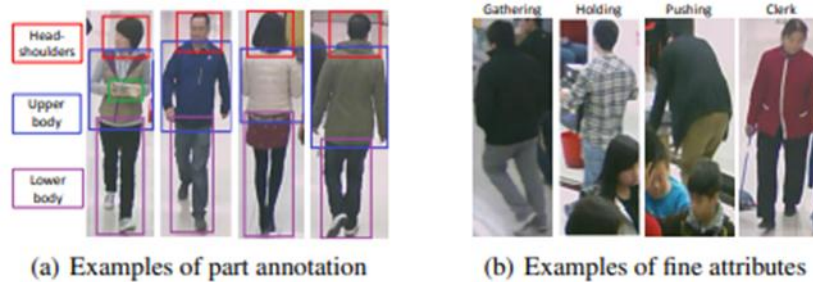 Head-
shoulders
Upper
body
Lower
body
(a) Examples of part annotation
Gathering Holding Pushing Clerk
(b) Examples of fine attributes